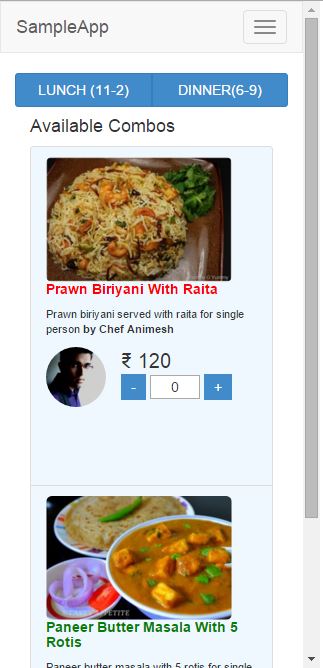 SampleApp
LUNCH (11-2) DINNER(6-9)
Available Combos
Prawn Biriyani With Raita
Prawn biriyani served with raita for single
person by Chef Animesh
₹ 120
- 0 +
Paneer Butter Masala With 5
Rotis
Paneer butter masala with 5 rotis for single